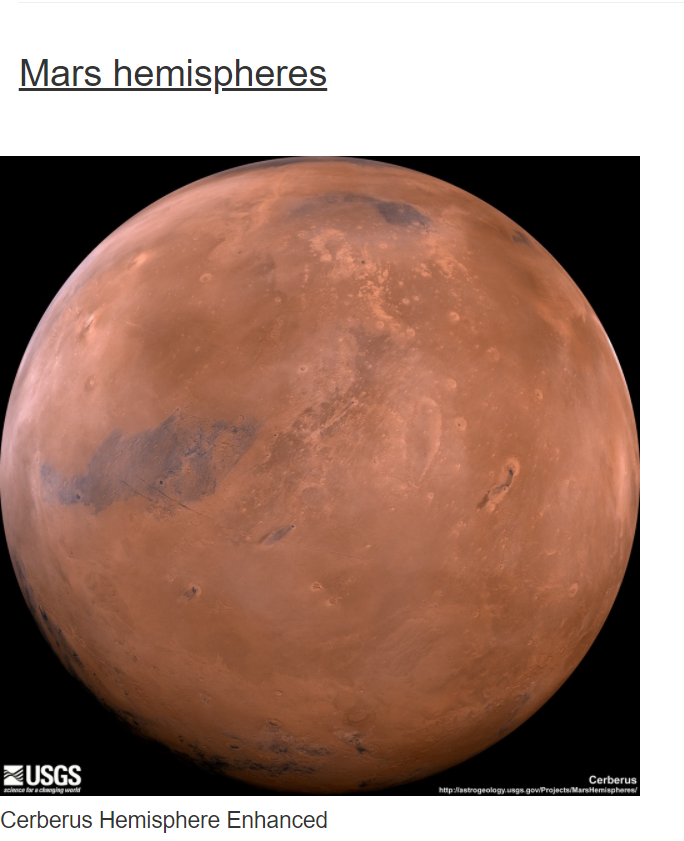 Mars hemispheres
USGS
science for a changing world
Cerberus
http://astrogeology.usgs.gov/Projects/MarsHemispheres/
Cerberus Hemisphere Enhanced